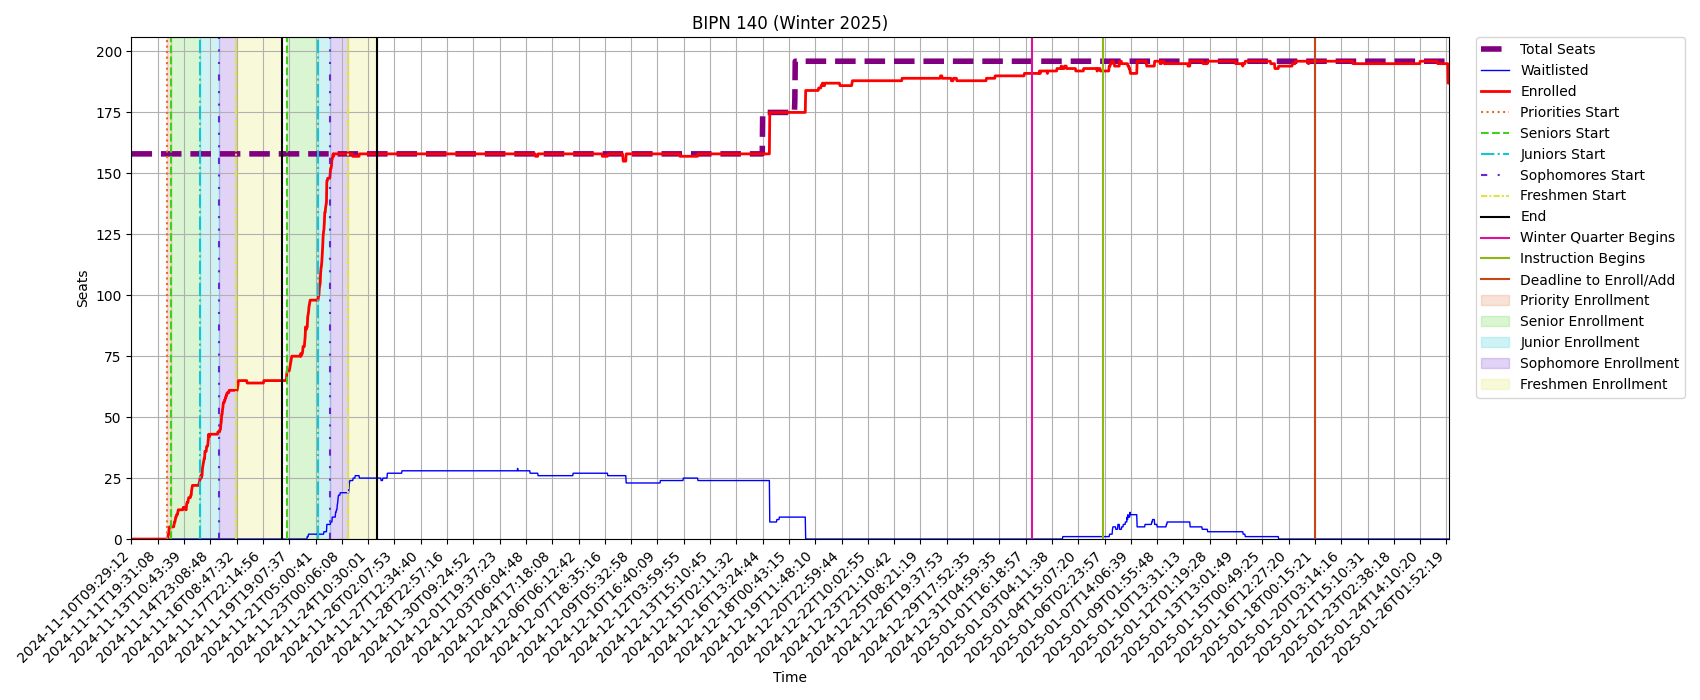 BIPN 140 (Winter 2025)
Seats
200
175
150
125
100
75
50
25
0
2024-11-10T09:29:12
2024-11-11T19:31:08
2024-11-13T10:43:39
2024-11-14T23:08:48
2024-11-16T08:47:32
2024-11-17T22:14:56
2024-11-19T19:07:37
2024-11-21T05:00:41
2024-11-23T00:06:08
2024-11-24T10:30:01
2024-11-26T02:07:53
2024-11-27T12:34:40
2024-11-28T22:57:16
2024-11-30T09:24:52
2024-12-01T19:37:23
2024-12-03T06:04:48
2024-12-04T17:18:08
2024-12-06T06:12:42
2024-12-07T18:35:16
2024-12-09T05:32:58
2024-12-10T16:40:09
2024-12-12T03:59:55
2024-12-13T15:10:45
2024-12-15T02:11:32
2024-12-16T13:24:44
2024-12-18T00:43:15
2024-12-19T11:48:10
2024-12-20T22:59:44
2024-12-22T10:02:55
2024-12-23T21:10:42
2024-12-25T08:21:19
2024-12-26T19:37:53
2024-12-29T17:52:35
2024-12-31T04:59:35
2025-01-01T16:18:57
2025-01-03T04:11:38
2025-01-04T15:07:20
2025-01-06T02:23:57
2025-01-07T14:06:39
2025-01-09T01:55:48
2025-01-10T13:31:13
2025-01-12T01:19:28
2025-01-13T13:01:49
2025-01-15T00:49:25
2025-01-16T12:27:20
2025-01-18T00:15:21
2025-01-20T03:14:16
2025-01-21T15:10:31
2025-01-23T02:38:18
2025-01-24T14:10:20
2025-01-26T01:52:19
Time
Total Seats
Waitlisted
Enrolled
Priorities Start
Seniors Start
Juniors Start
Sophomores Start
Freshmen Start
End
Winter Quarter Begins
Instruction Begins
Deadline to Enroll/Add
Priority Enrollment
Senior Enrollment
Junior Enrollment
Sophomore Enrollment
Freshmen Enrollment